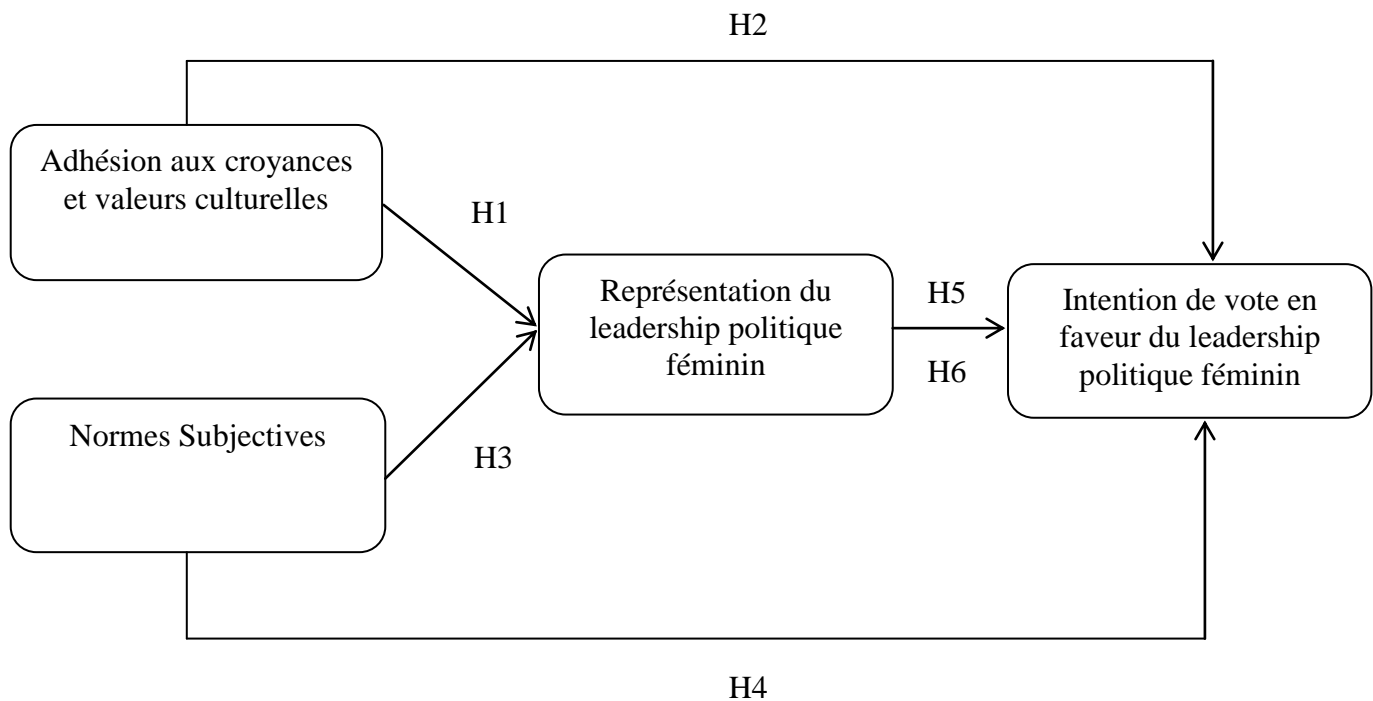 H2
Adhésion aux croyances
et valeurs culturelles
H1
Représentation du
leadership politique
féminin
H5
H6
Intention de vote en
faveur du leadership
politique féminin
Normes Subjectives
H3
H4